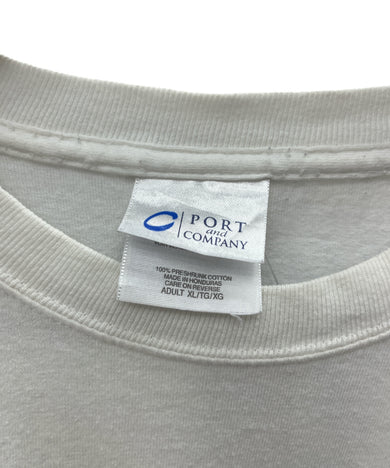 PORT
and
COMPANY
100% PRESHRUNK COTTON
MADE IN HONDURAS
CARE ON REVERSE
ADULT XL/TG/XG